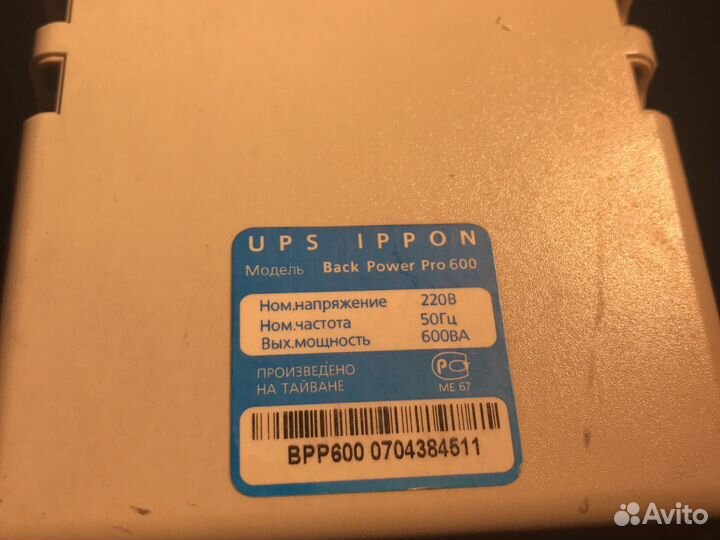 UPS IPPON
Модель Back Power Pro 600
Ном.напряжение 220В
Ном.частота 50Гц
Вых.мощность 600ВА
ПРОИЗВЕДЕНО
НА ТАЙВАНЕ
РС
МЕ 67
BPP600 0704384511
Avito